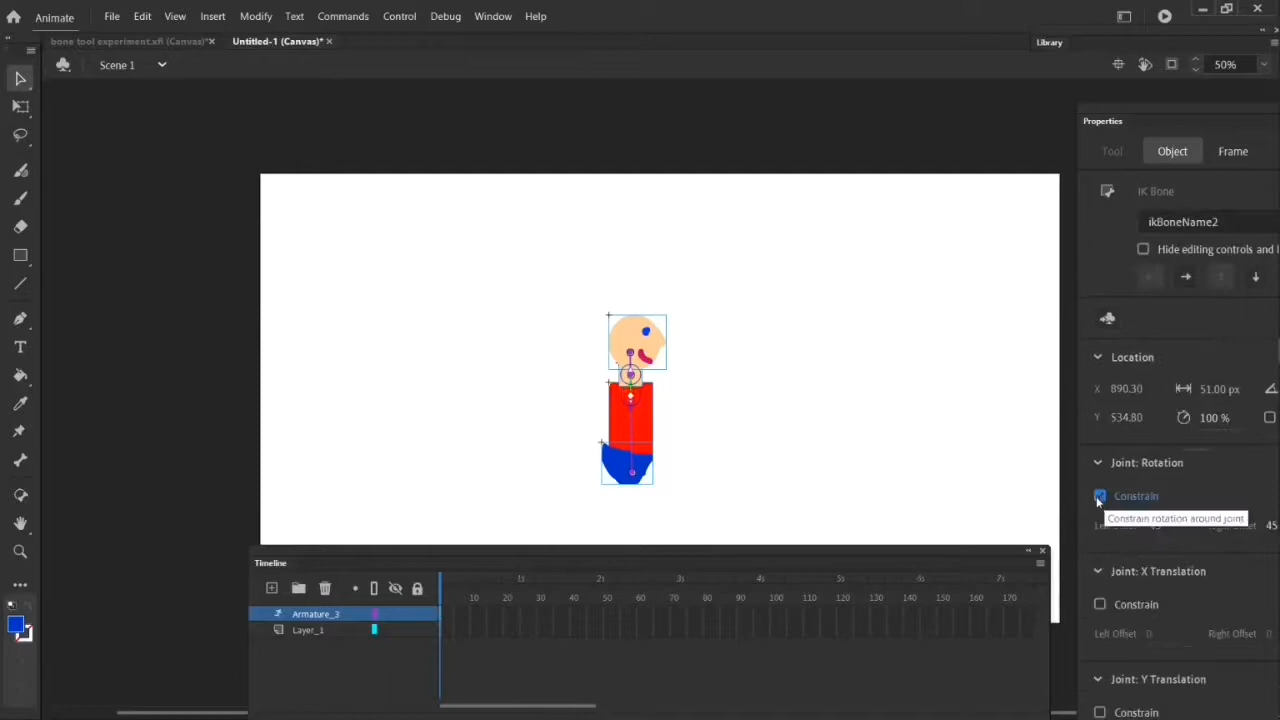 Animate File Edit View Insert Modify Text Commands Control Debug Window Help
bone tool experiment.xfl (Canvas)* Untitled-1 (Canvas)* Library
Scene 1 50%
Properties
Tool Object Frame
IK Bone
ikBoneName2
Hide editing controls and
Location
X 890.30 51.00 px
Y 534.80 100 %
Joint: Rotation
Constrain
Constrain rotation around joint
45
Timeline
Joint: X Translation
1s 2s 3s 4s 5s 6s 7s
10 20 30 40 50 60 70 80 90 100 110 120 130 140 150 160 170
Constrain
Armature_3
Layer_1
Left Offset 0 Right Offset 0
Joint: Y Translation
Constrain